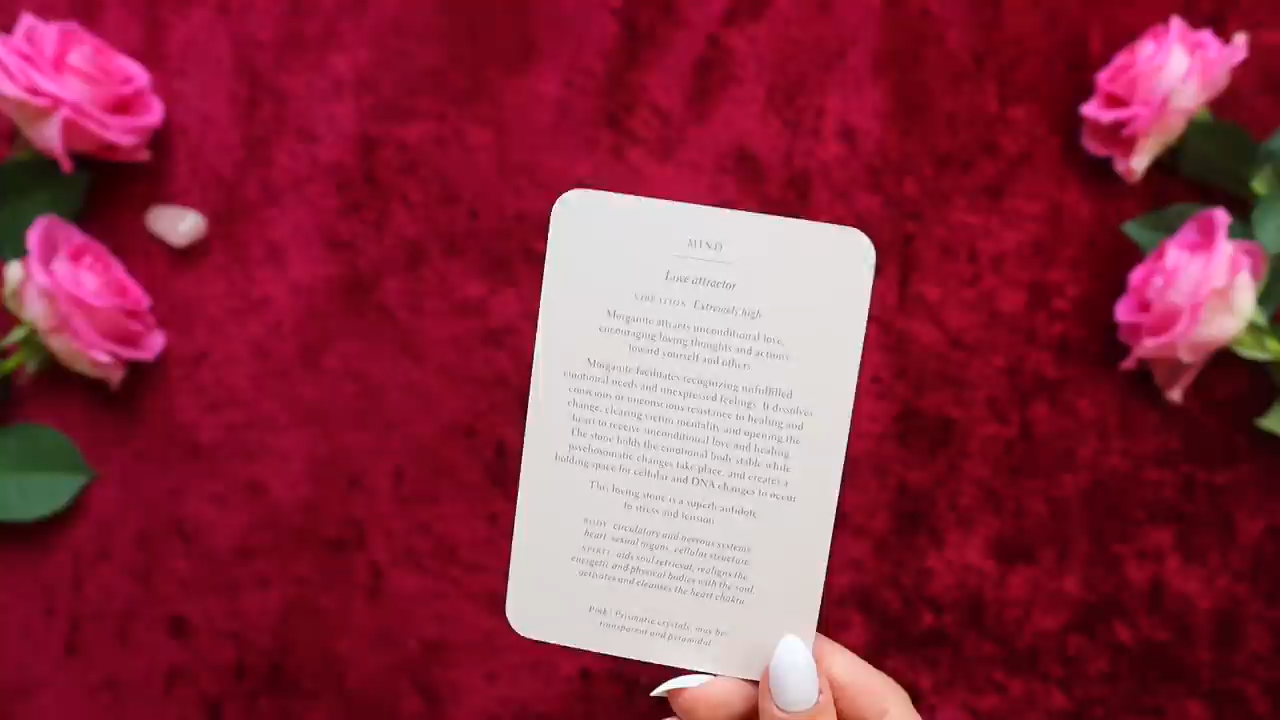 MIND
Love attractor
VIBRATION Extremely high
Morganite attracts unconditional love,
encouraging loving thoughts and actions
toward yourself and others.
Morganite facilitates recognizing unfulfilled
emotional needs and unexpressed feelings. It dissolves
conscious or unconscious resistance to healing and
change, clearing victim mentality and opening the
heart to receive unconditional love and healing.
The stone holds the emotional body stable while
psychosomatic changes take place, and creates a
holding space for cellular and DNA changes to occur.
This loving stone is a superb antidote
to stress and tension.
BODY circulatory and nervous systems,
heart, sexual organs, cellular structure
SPIRIT aids soul retrieval, realigns the
energetic and physical bodies with the soul,
activates and cleanses the heart chakra
Pink | Prismatic crystals, may be
transparent and pyramidal